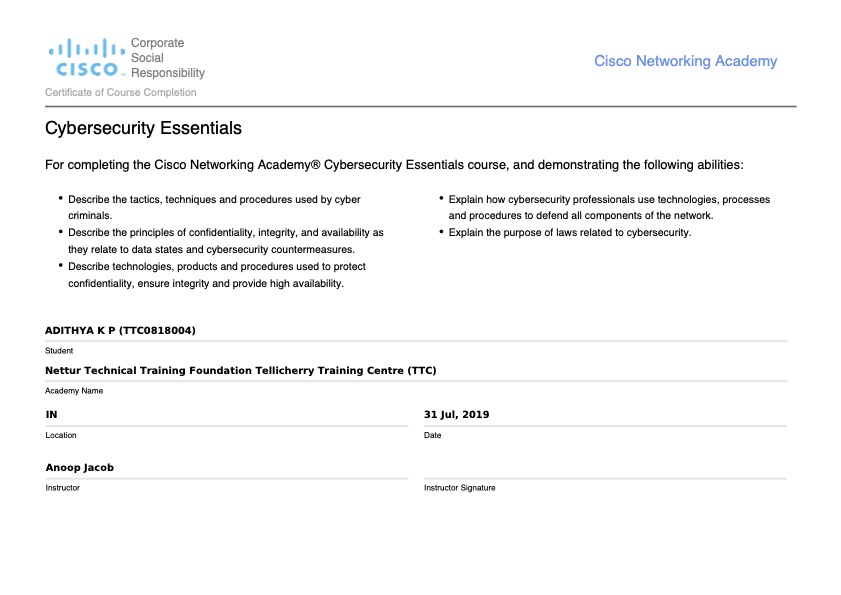 Corporate
Social
Responsibility
CISCO
Cisco Networking Academy
Certificate of Course Completion
Cybersecurity Essentials
For completing the Cisco Networking Academy® Cybersecurity Essentials course, and demonstrating the following abilities:
• Describe the tactics, techniques and procedures used by cyber
criminals.
• Describe the principles of confidentiality, integrity, and availability as
they relate to data states and cybersecurity countermeasures.
• Describe technologies, products and procedures used to protect
confidentiality, ensure integrity and provide high availability.
• Explain how cybersecurity professionals use technologies, processes
and procedures to defend all components of the network.
• Explain the purpose of laws related to cybersecurity.
ADITHYA K P (TTC0818004)
Student
Nettur Technical Training Foundation Tellicherry Training Centre (TTC)
Academy Name
IN
Location
31 Jul, 2019
Date
Anoop Jacob
Instructor
Instructor Signature